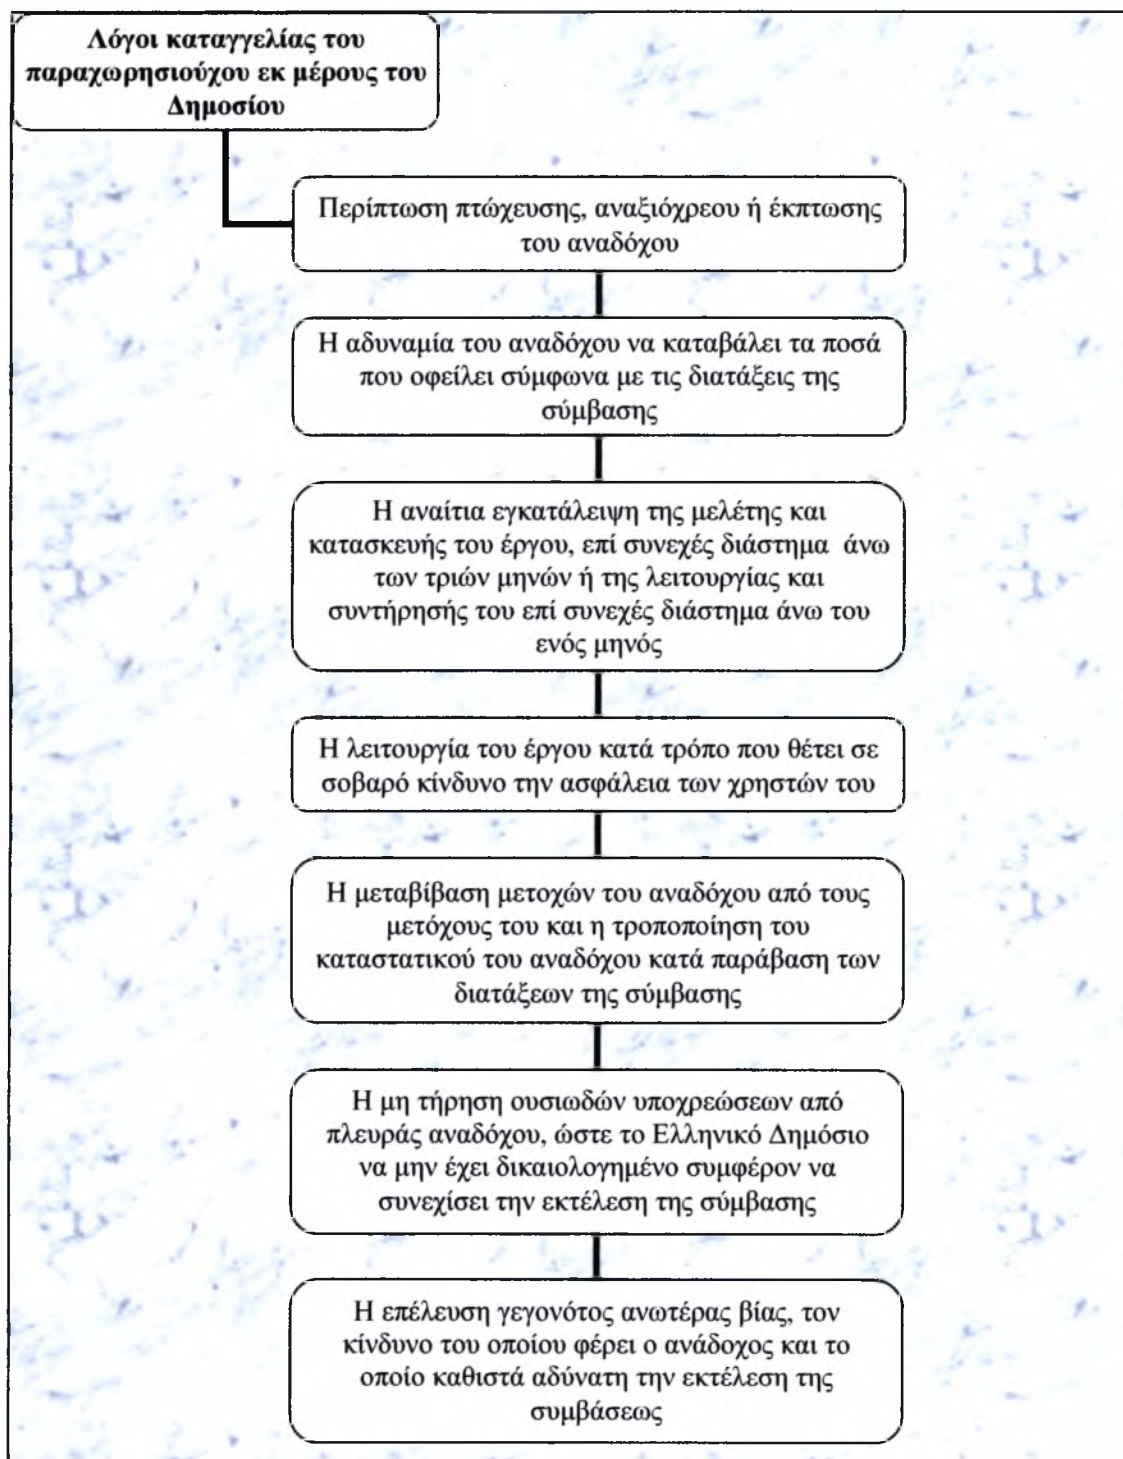 Λόγοι καταγγελίας του
παραχωρησιούχου εκ μέρους του
Δημοσίου
Περίπτωση πτώχευσης, αναξιόχρεου ή έκπτωσης
του αναδόχου
Η αδυναμία του αναδόχου να καταβάλει τα ποσά
που οφείλει σύμφωνα με τις διατάξεις της
σύμβασης
Η αναίτια εγκατάλειψη της μελέτης και
κατασκευής του έργου, επί συνεχές διάστημα άνω
των τριών μηνών ή της λειτουργίας και
συντήρησής του επί συνεχές διάστημα άνω του
ενός μηνός
Η λειτουργία του έργου κατά τρόπο που θέτει σε
σοβαρό κίνδυνο την ασφάλεια των χρηστών του
Η μεταβίβαση μετοχών του αναδόχου από τους
μετόχους του και η τροποποίηση του
καταστατικού του αναδόχου κατά παράβαση των
διατάξεων της σύμβασης
Η μη τήρηση ουσιωδών υποχρεώσεων από
πλευράς αναδόχου, ώστε το Ελληνικό Δημόσιο
να μην έχει δικαιολογημένο συμφέρον να
συνεχίσει την εκτέλεση της σύμβασης
Η επέλευση γεγονότος ανωτέρας βίας, τον
κίνδυνο του οποίου φέρει ο ανάδοχος και το
οποίο καθιστά αδύνατη την εκτέλεση της
συμβάσεως